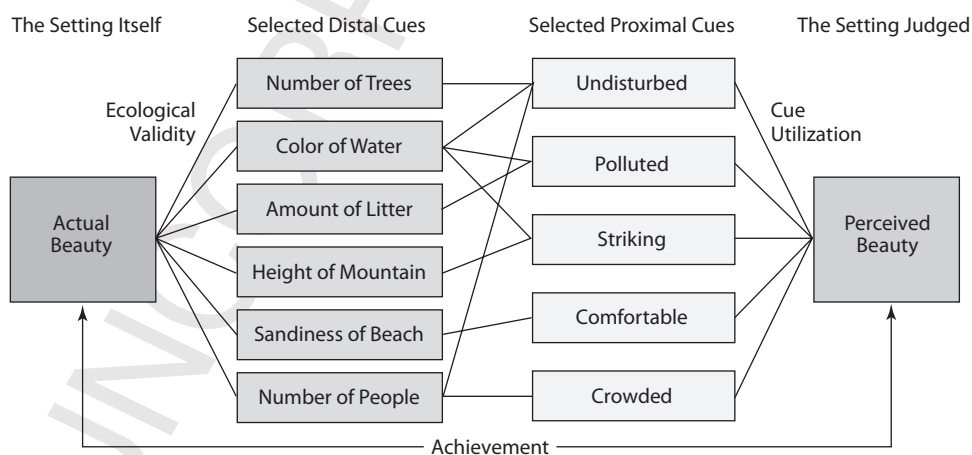 The Setting Itself
Selected Distal Cues
Selected Proximal Cues
The Setting Judged
Ecological
Validity
Number of Trees
Color of Water
Amount of Litter
Height of Mountain
Sandiness of Beach
Number of People
Undisturbed
Polluted
Striking
Comfortable
Crowded
Cue
Utilization
Actual
Beauty
Perceived
Beauty
Achievement